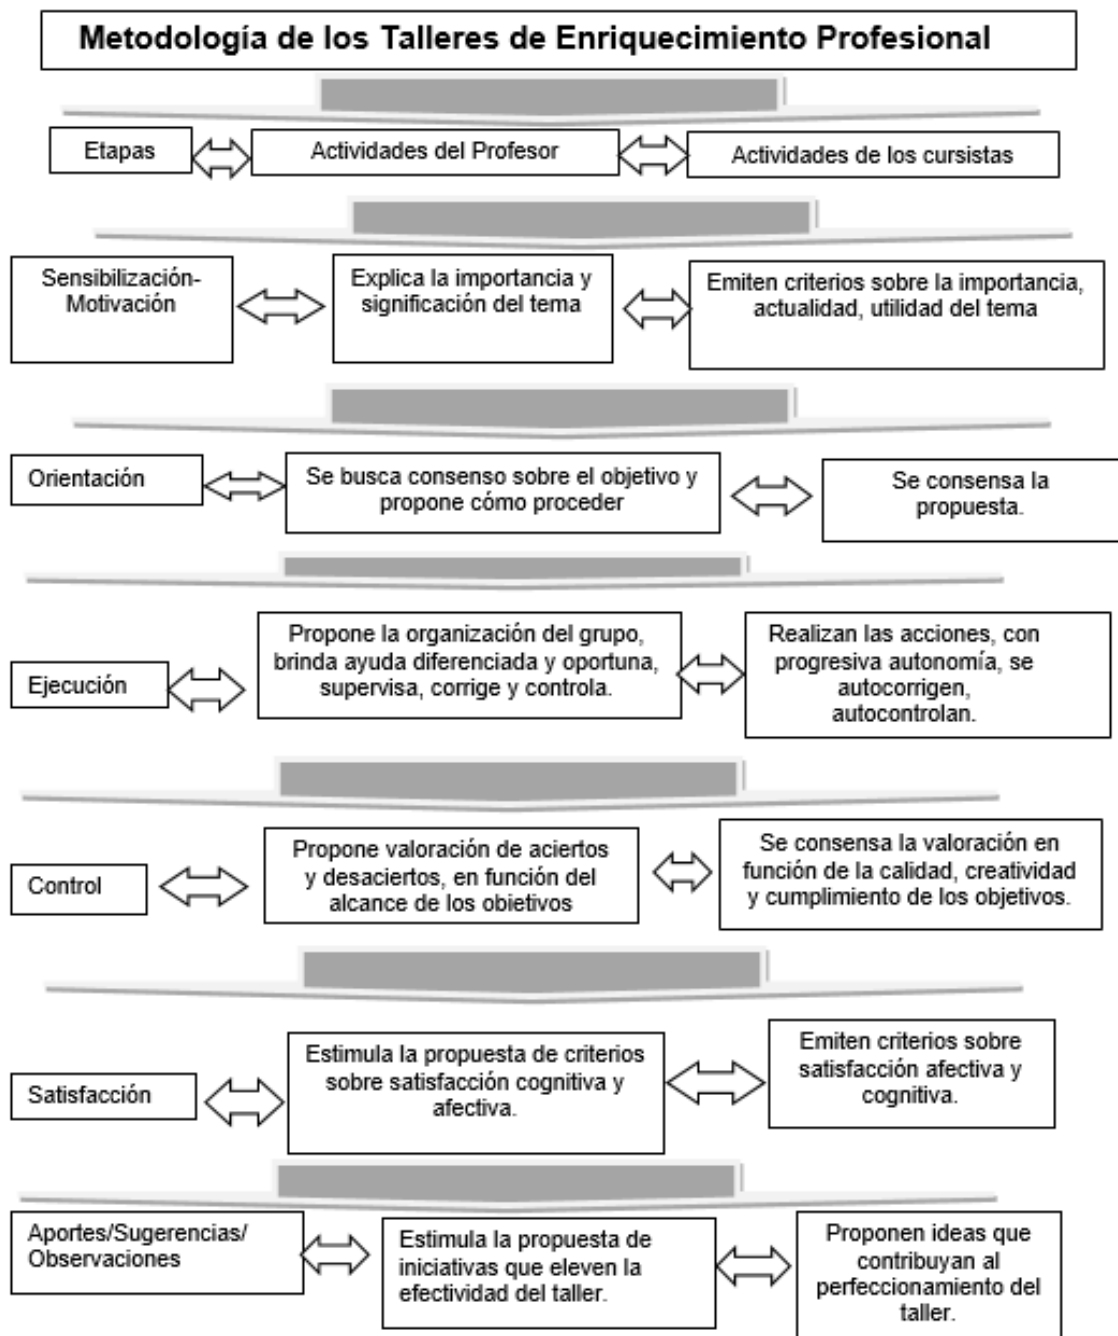 Metodología de los Talleres de Enriquecimiento Profesional
Etapas
Actividades del Profesor
Actividades de los cursistas
Sensibilización-
Motivación
Explica la importancia y
significación del tema
Emiten criterios sobre la importancia,
actualidad, utilidad del tema
Orientación
Se busca consenso sobre el objetivo y
propone cómo proceder
Se consensa la
propuesta.
Ejecución
Propone la organización del grupo,
brinda ayuda diferenciada y oportuna,
supervisa, corrige y controla.
Realizan las acciones, con
progresiva autonomía, se
autocorrigen,
autocontrolan.
Control
Propone valoración de aciertos
y desaciertos, en función del
alcance de los objetivos
Se consensa la valoración en
función de la calidad, creatividad
y cumplimiento de los objetivos.
Satisfacción
Estimula la propuesta de criterios
sobre satisfacción cognitiva y
afectiva.
Emiten criterios sobre
satisfacción afectiva y
cognitiva.
Aportes/Sugerencias/
Observaciones
Estimula la propuesta de
iniciativas que eleven la
efectividad del taller.
Proponen ideas que
contribuyan al
perfeccionamiento del
taller.